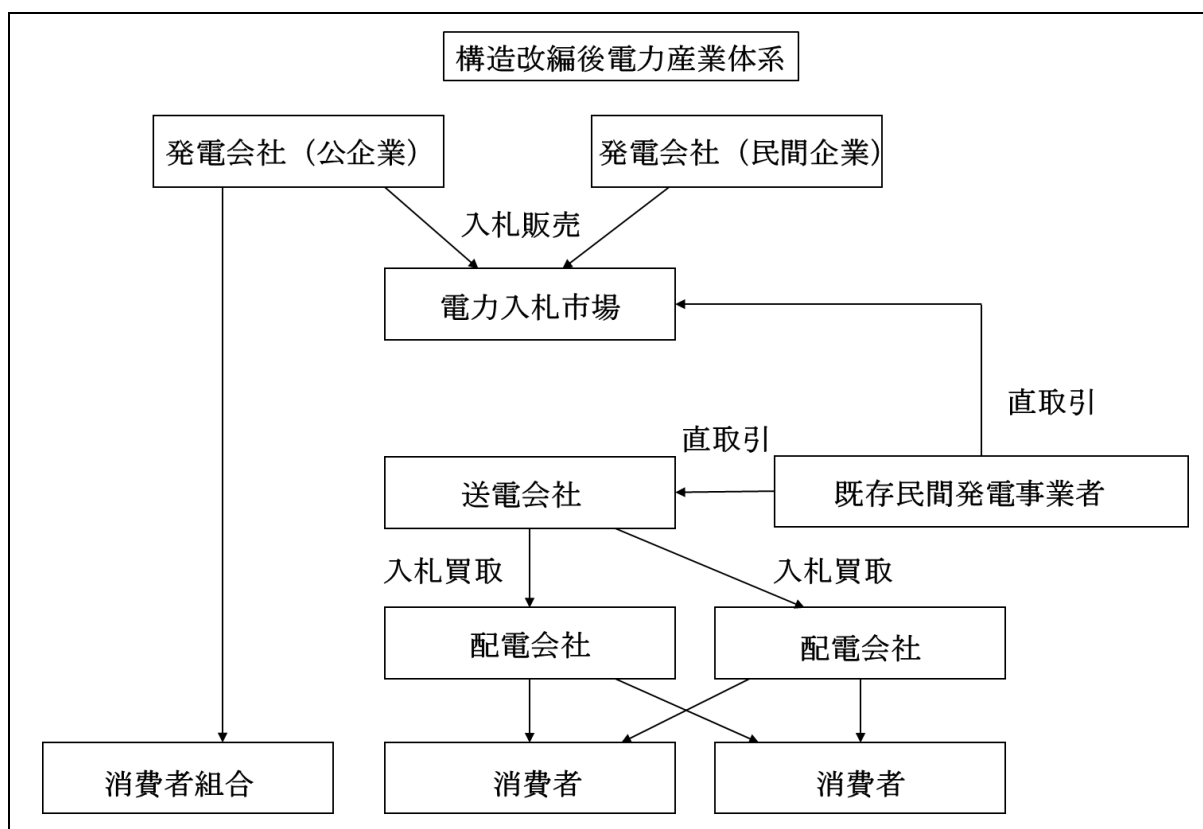 構造改編後電力産業体系
発電会社（公企業）
発電会社（民間企業）
入札販売
電力入札市場
直取引
直取引
送電会社
既存民間発電事業者
入札買取
入札買取
配電会社
配電会社
消費者組合
消費者
消費者